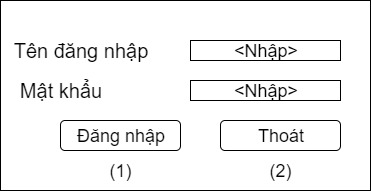 Tên đăng nhập <Nhập>
Mật khẩu <Nhập>
Đăng nhập Thoát
(1) (2)